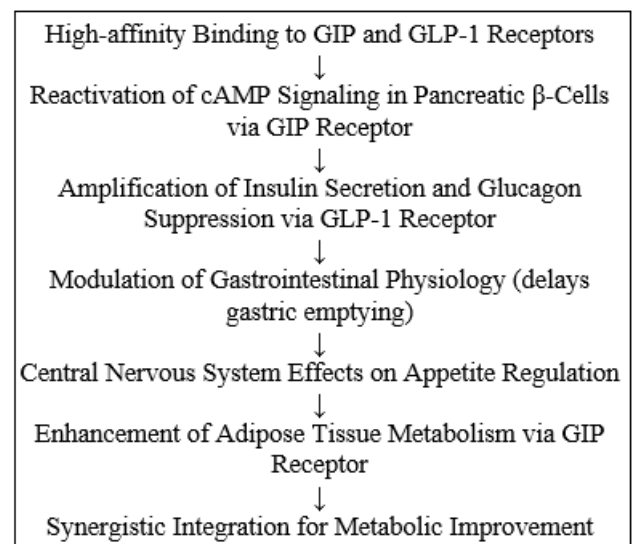 High-affinity Binding to GIP and GLP-1 Receptors
↓
Reactivation of cAMP Signaling in Pancreatic β-Cells
via GIP Receptor
↓
Amplification of Insulin Secretion and Glucagon
Suppression via GLP-1 Receptor
↓
Modulation of Gastrointestinal Physiology (delays
gastric emptying)
↓
Central Nervous System Effects on Appetite Regulation
↓
Enhancement of Adipose Tissue Metabolism via GIP
Receptor
↓
Synergistic Integration for Metabolic Improvement